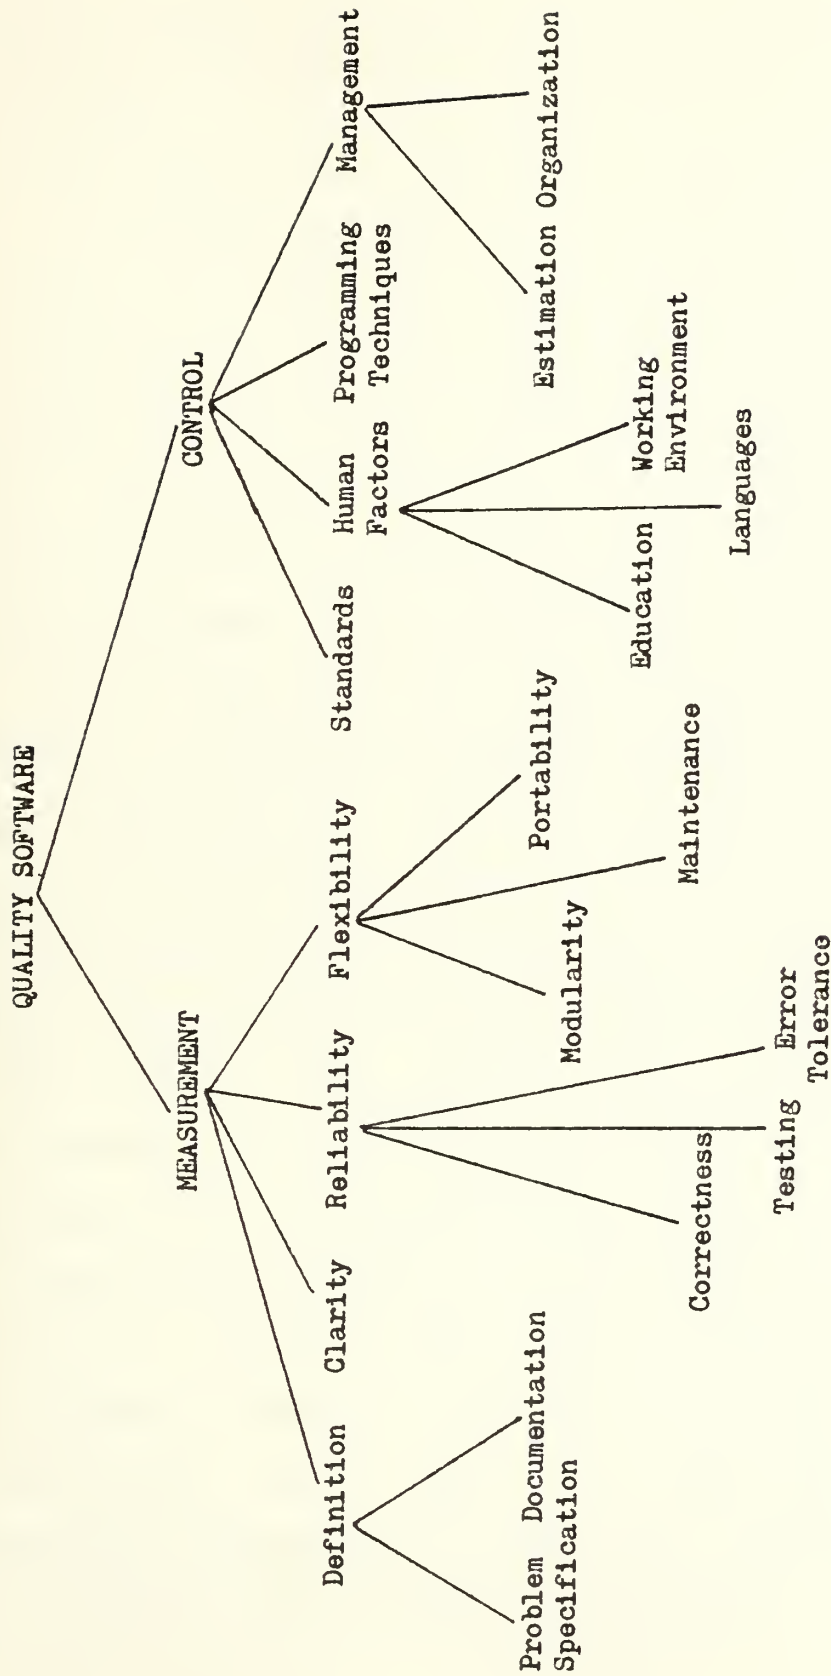 QUALITY SOFTWARE
MEASUREMENT
CONTROL
Definition
Clarity
Reliability
Flexibility
Standards
Human
Factors
Programming
Techniques
Management
Problem
Specification
Documentation
Correctness
Testing
Error
Tolerance
Modularity
Maintenance
Portability
Education
Languages
Working
Environment
Estimation
Organization